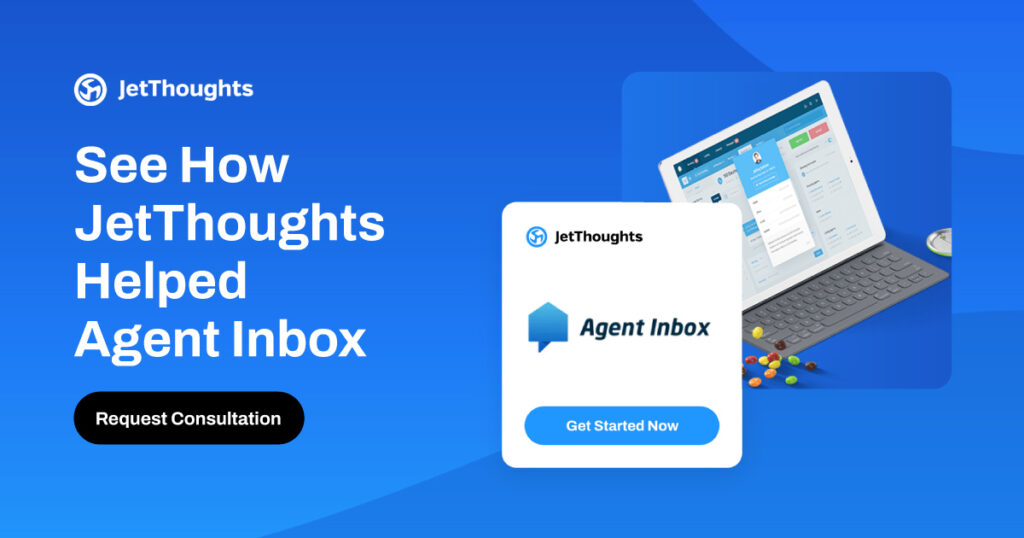 JetThoughts
See How
JetThoughts
Helped
Agent Inbox
Request Consultation
JetThoughts
Agent Inbox
Get Started Now